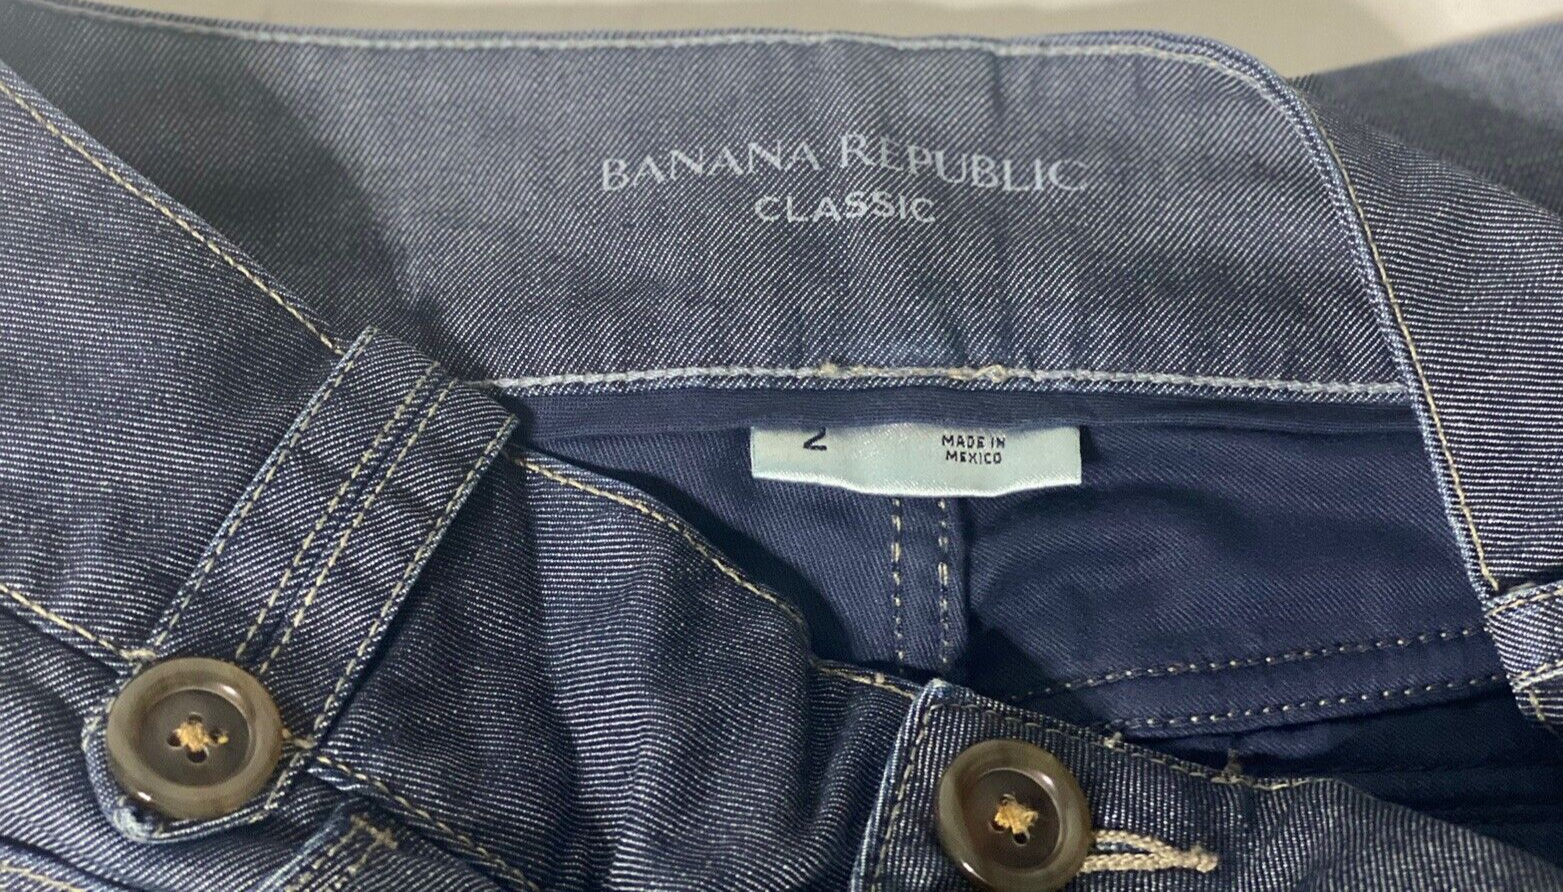 BANANA REPUBLIC
CLASSIC
2
MADE IN
MEXICO